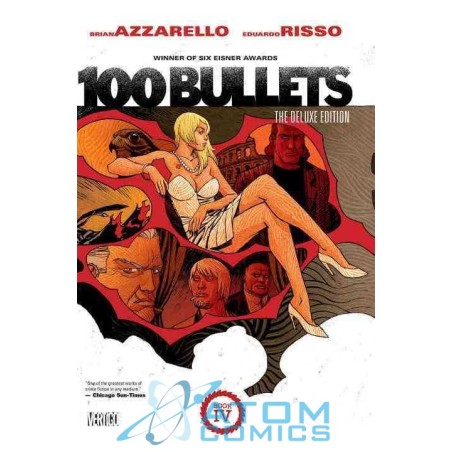 BRIAN AZZARELLO EDUARDO RISSO
WINNER OF SIX EISNER AWARDS
100 BULLETS
THE DELUXE EDITION
"One of the greatest works of
crime fiction in any medium."
— Chicago Sun-Times
VERTIGO
BOOK
IV
ATOM
COMICS